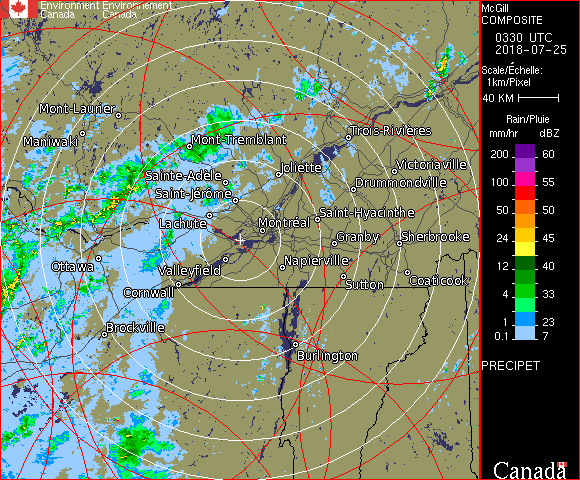 Environment Environnement
Canada Canada
McGill
COMPOSITE
0330 UTC
2018-07-25
Scale/Échelle:
1km/Pixel
40 KM
Rain/Pluie
mm/hr dBZ
200 60
100 55
50 50
24 45
12 40
4 33
1 23
0.1 7
PRECIPET
Canada
Mont-Laurier
Maniwaki
Mont-Tremblant
Trois-Rivières
Sainte-Adèle
Joliette
Victoriaville
Saint-Jérôme
Drummondville
Lachute
Montréal
Saint-Hyacinthe
Granby
Sherbrooke
Ottawa
Valleyfield
Napierville
Cornwall
Sutton
Coaticook
Brockville
Burlington